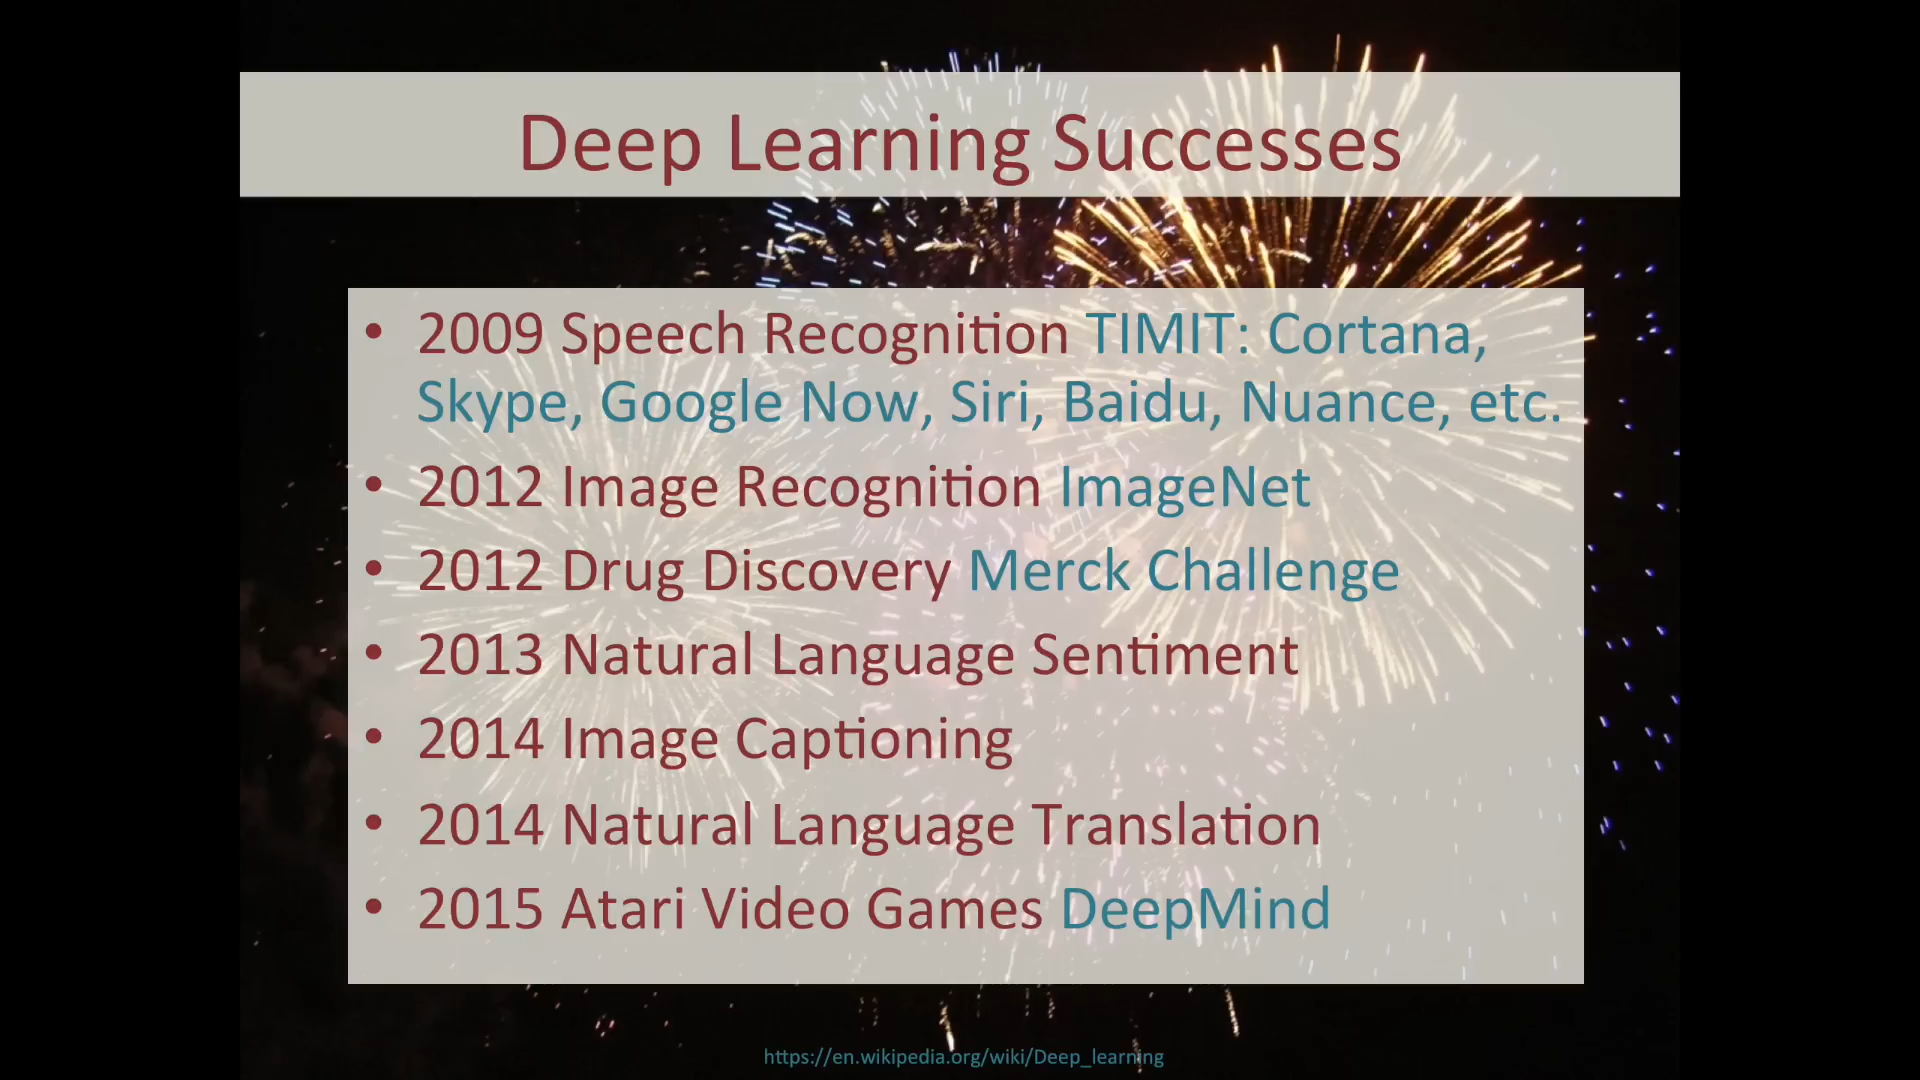 Deep Learning Successes
• 2009 Speech Recognition TIMIT: Cortana,
Skype, Google Now, Siri, Baidu, Nuance, etc.
• 2012 Image Recognition ImageNet
• 2012 Drug Discovery Merck Challenge
• 2013 Natural Language Sentiment
• 2014 Image Captioning
• 2014 Natural Language Translation
• 2015 Atari Video Games DeepMind
https://en.wikipedia.org/wiki/Deep_learning